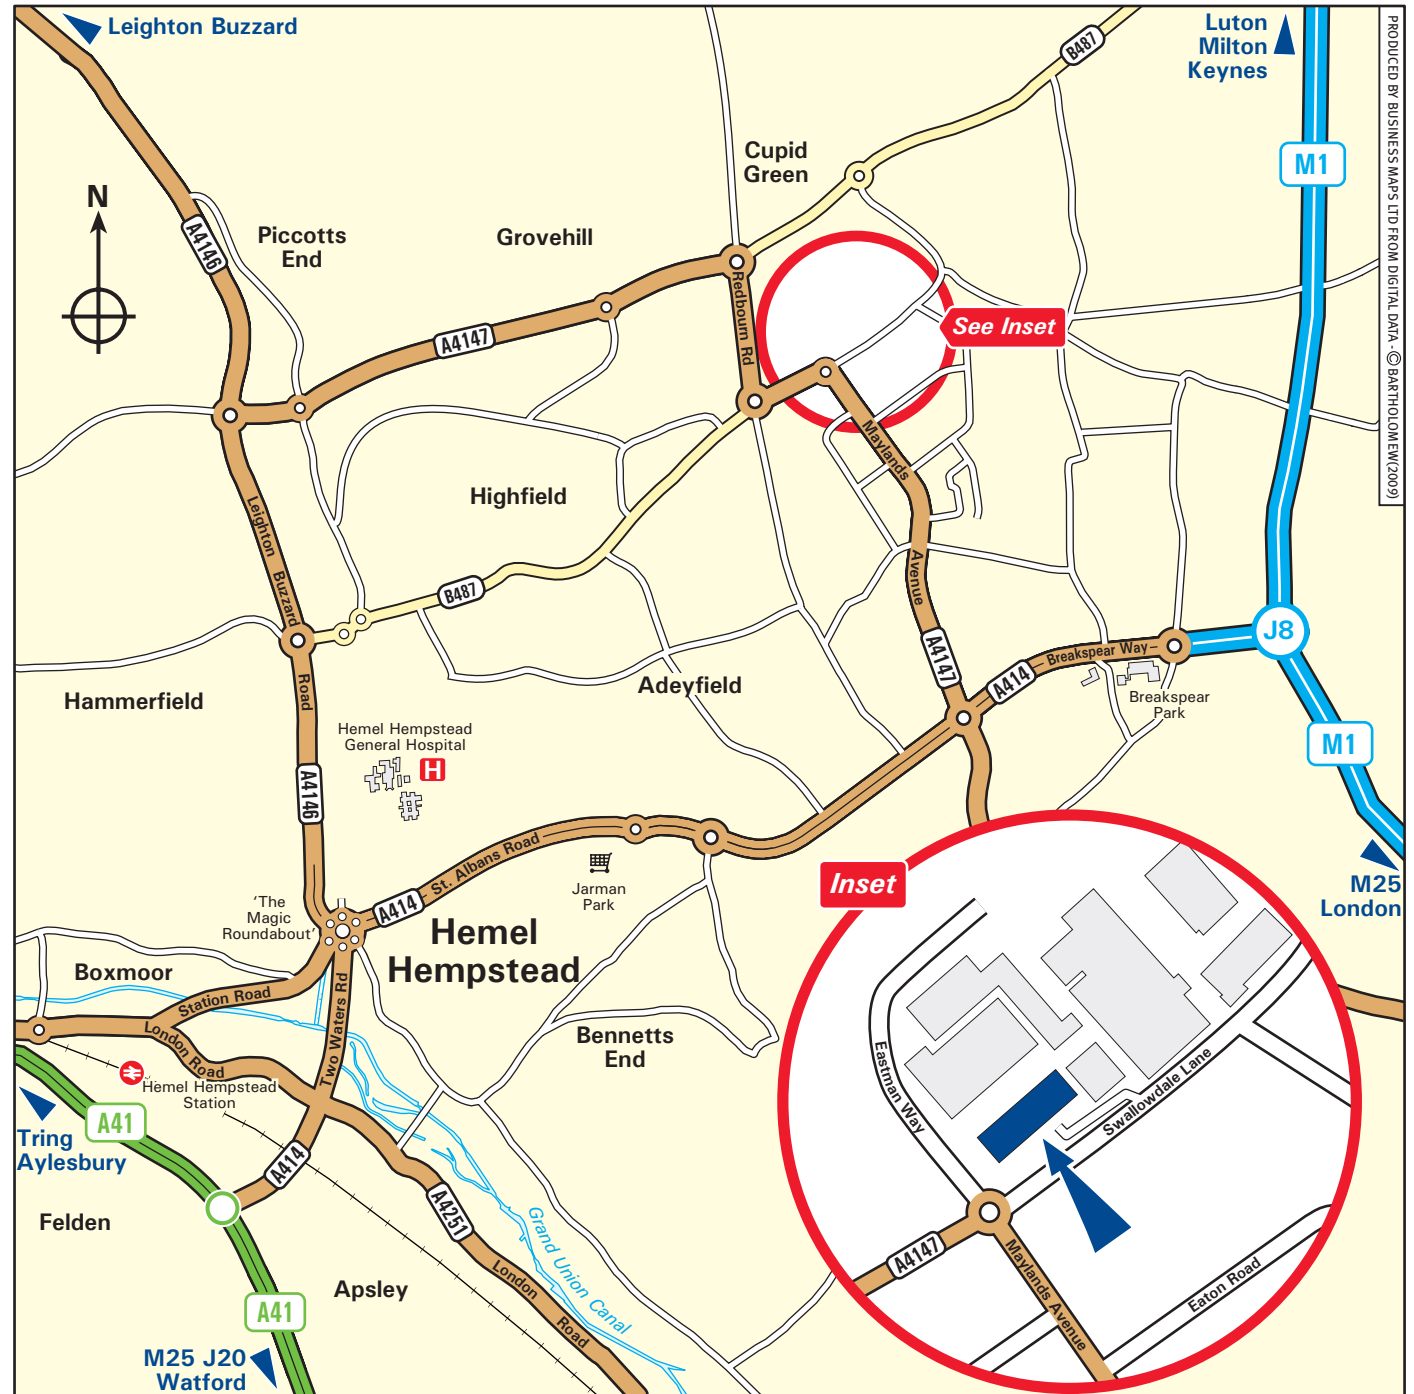 Leighton Buzzard
Luton
Milton
Keynes
PRODUCED BY BUSINESS MAPS LTD FROM DIGITAL DATA - © BARTHOLOMEW(2009)
B487
M1
Cupid
Green
N
A4146
Piccotts
End
Grovehill
Redbourn Rd
See Inset
A4147
Maylands
Avenue
Highfield
Leighton Buzzard
Road
B487
J8
A4147
A414
Breakspear Way
Adeyfield
Hammerfield
Breakspear
Park
M1
Hemel Hempstead
General Hospital
H
A4146
St. Albans Road
A414
Jarman
Park
M25
London
'The
Magic
Roundabout'
Hemel
Hempstead
Boxmoor
Station Road
London Road
Two Waters Rd
Bennetts
End
Hemel Hempstead
Station
A41
Tring
Aylesbury
A414
Felden
A4251
Grand Union Canal
London
Road
Apsley
A41
M25 J20
Watford
Inset
Eastman Way
Swallowdale Lane
A4147
Maylands Avenue
Eaton Road